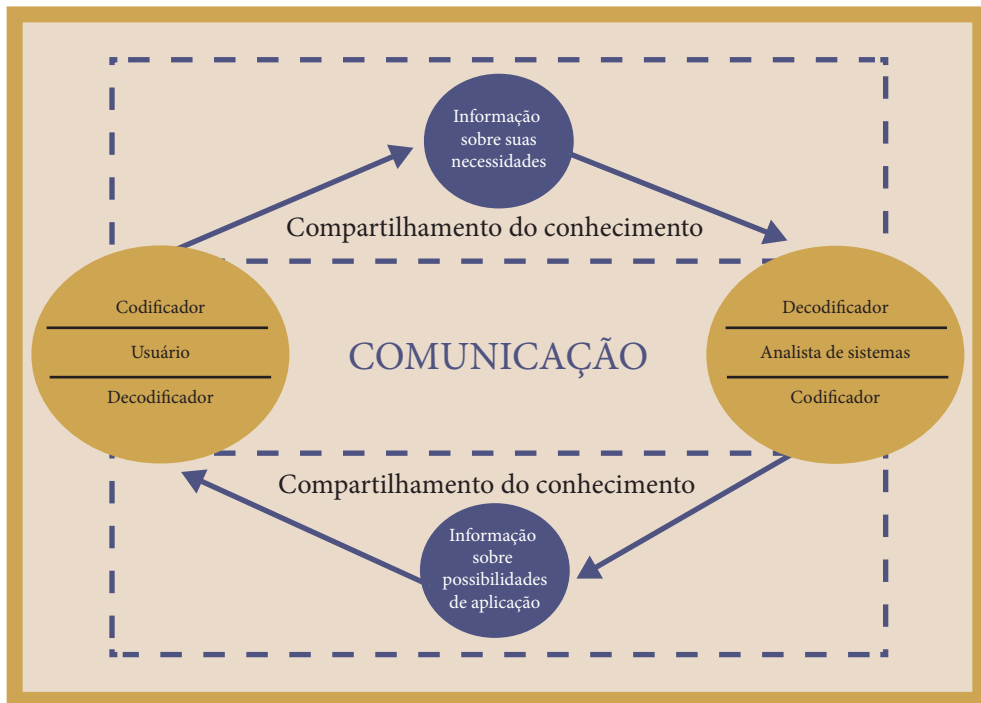 Informação
sobre suas
necessidades
Compartilhamento do conhecimento
Codificador
Usuário
Decodificador
COMUNICAÇÃO
Decodificador
Analista de sistemas
Codificador
Compartilhamento do conhecimento
Informação
sobre
possibilidades
de aplicação